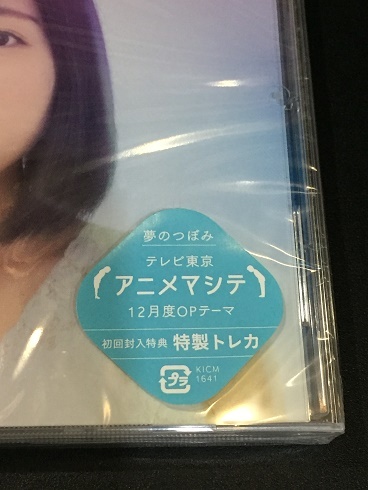 夢のつぼみ
テレビ東京
アニメマシテ
12月度OPテーマ
初回封入特典 特製トレカ
プラ
KICM
1641